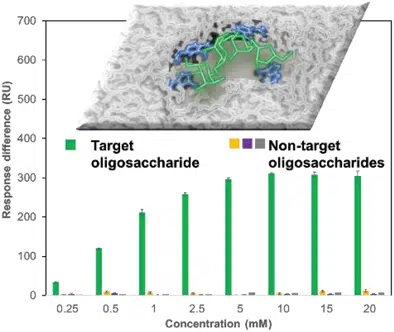 700
600
500
400
300
200
100
0
Response difference (RU)
Target
oligosaccharide
Non-target
oligosaccharides
0.25 0.5 1 2.5 5 10 15 20
Concentration (mM)